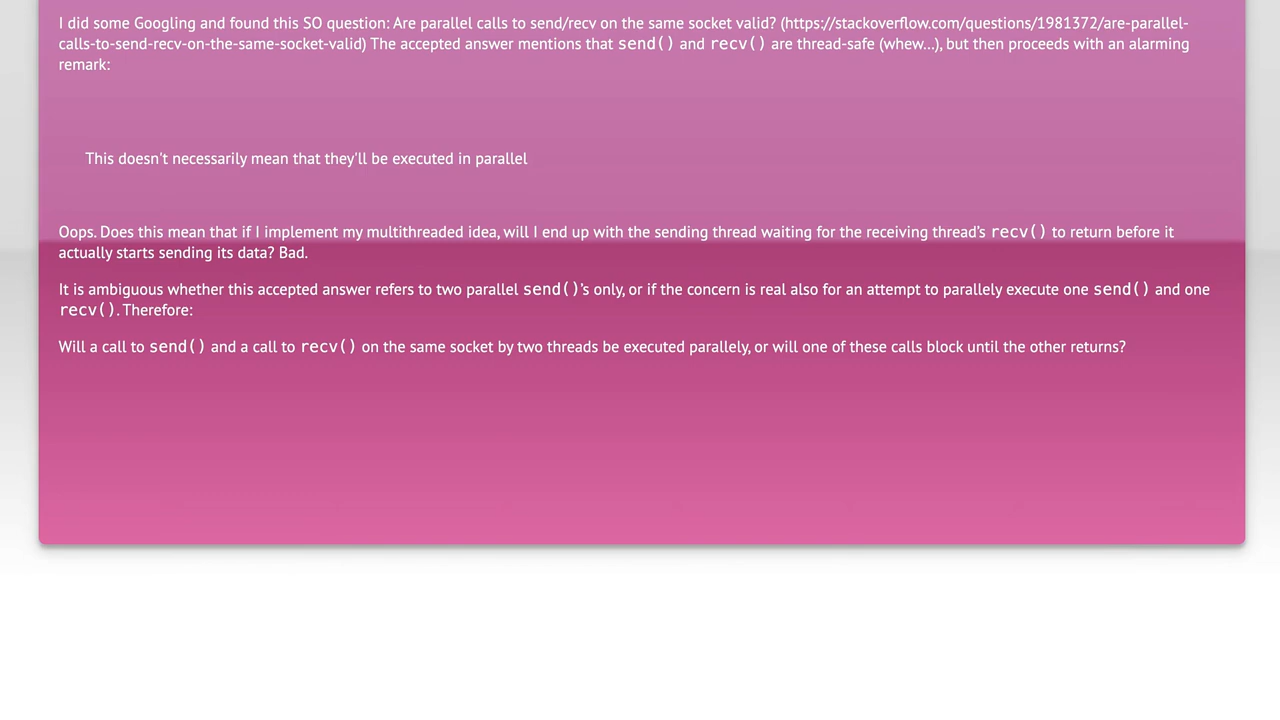 I did some Googling and found this SO question: Are parallel calls to send/recv on the same socket valid? (https://stackoverflow.com/questions/1981372/are-parallel-
calls-to-send-recv-on-the-same-socket-valid) The accepted answer mentions that send() and recv() are thread-safe (whew...), but then proceeds with an alarming
remark:
This doesn't necessarily mean that they'll be executed in parallel
Oops. Does this mean that if I implement my multithreaded idea, will I end up with the sending thread waiting for the receiving thread's recv() to return before it
actually starts sending its data? Bad.
It is ambiguous whether this accepted answer refers to two parallel send()'s only, or if the concern is real also for an attempt to parallely execute one send() and one
recv(). Therefore:
Will a call to send() and a call to recv() on the same socket by two threads be executed parallely, or will one of these calls block until the other returns?